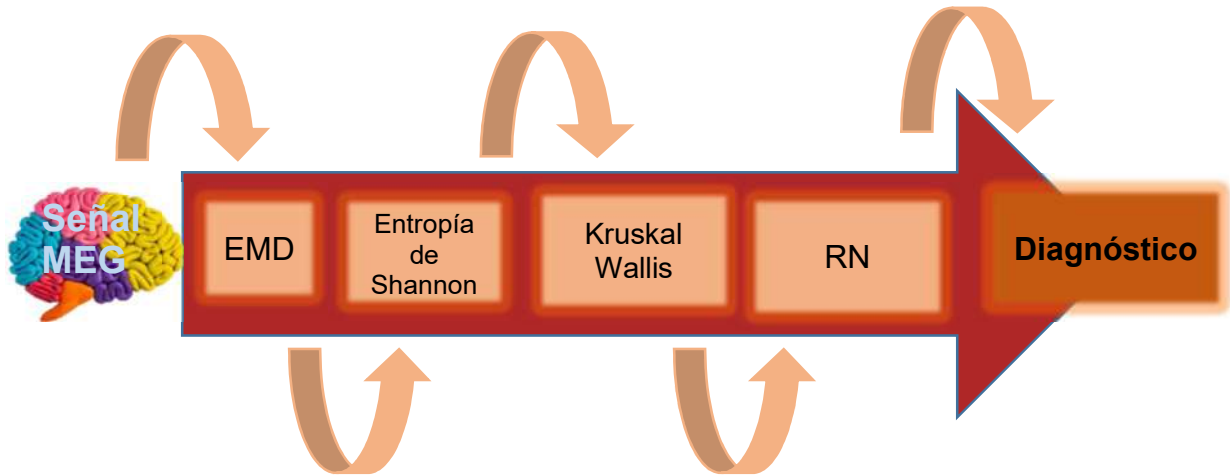 Señal
MEG
EMD
Entropía
de
Shannon
Kruskal
Wallis
RN
Diagnóstico